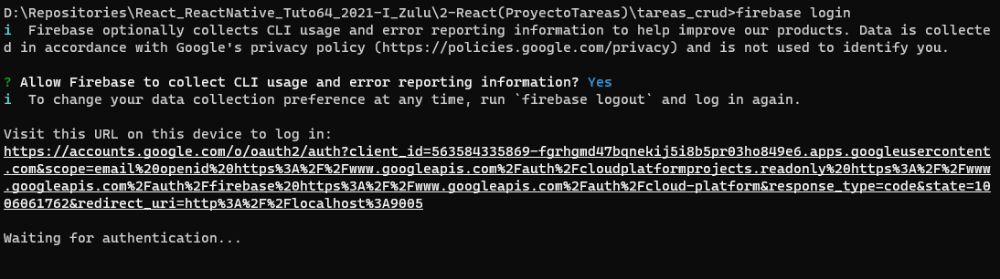 D:\Repositories\React_ReactNative_Tuto64_2021-I_Zulu\2-React(ProyectoTareas)\tareas_crud>firebase login
i  Firebase optionally collects CLI usage and error reporting information to help improve our products. Data is collecte
d in accordance with Google's privacy policy (https://policies.google.com/privacy) and is not used to identify you.
? Allow Firebase to collect CLI usage and error reporting information? Yes
i  To change your data collection preference at any time, run `firebase logout` and log in again.
Visit this URL on this device to log in:
https://accounts.google.com/o/oauth2/auth?client_id=563584335869-fgrhgmd47bqnekij5i8b5pr03ho849e6.apps.googleusercontent
.com&scope=email%20openid%20https%3A%2F%2Fwww.googleapis.com%2Fauth%2Fcloudplatformprojects.readonly%20https%3A%2F%2Fwww
.googleapis.com%2Fauth%2Ffirebase%20https%3A%2F%2Fwww.googleapis.com%2Fauth%2Fcloud-platform&response_type=code&state=10
06061762&redirect_uri=http%3A%2F%2Flocalhost%3A9005
Waiting for authentication...